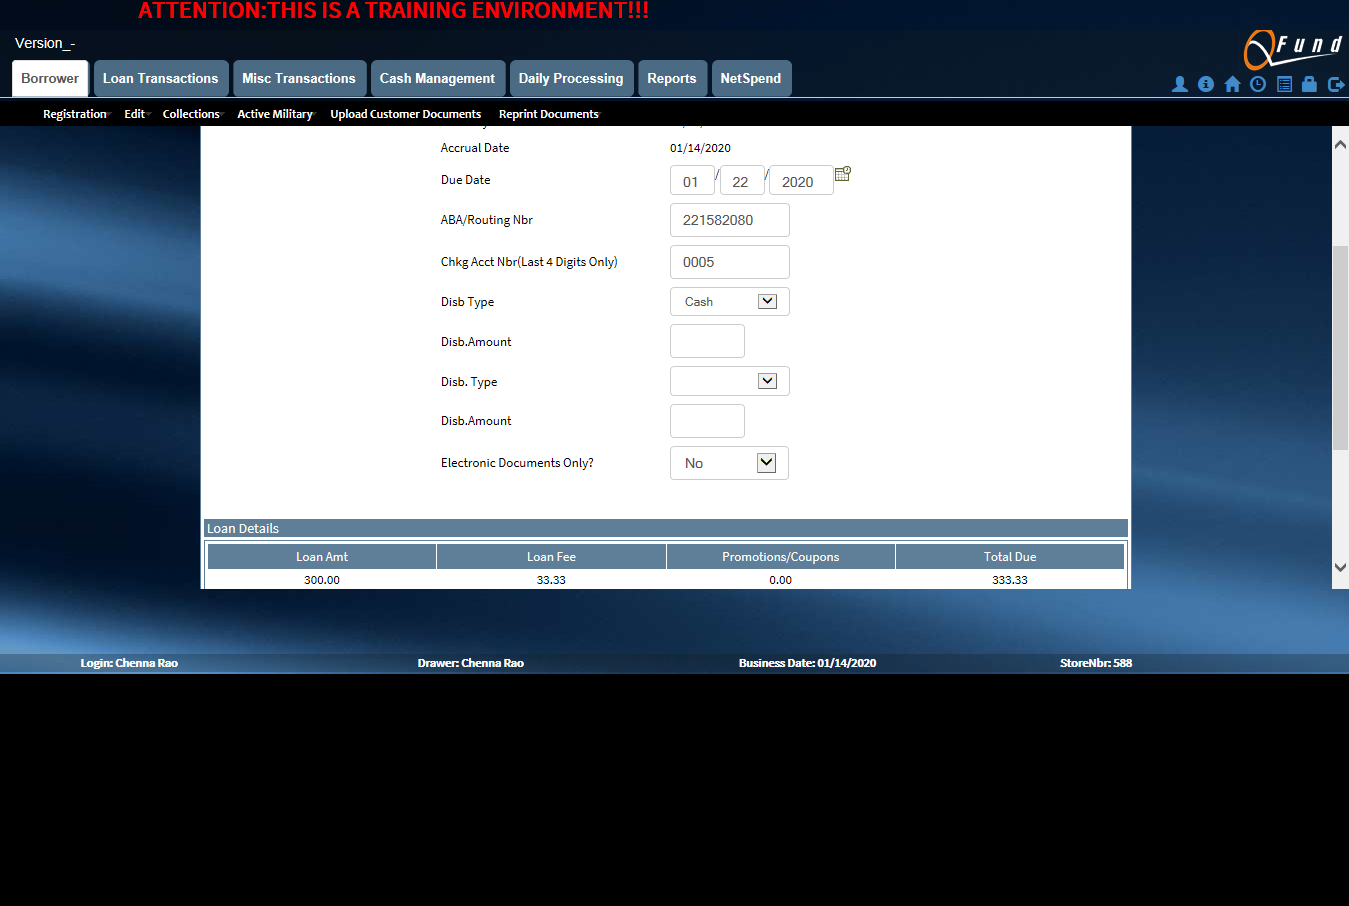 ATTENTION:THIS IS A TRAINING ENVIRONMENT!!!
Version_-
QFund
Borrower Loan Transactions Misc Transactions Cash Management Daily Processing Reports NetSpend
Registration Edit Collections Active Military Upload Customer Documents Reprint Documents
Accrual Date 01/14/2020
Due Date 01 / 22 / 2020
ABA/Routing Nbr 221582080
Chkg Acct Nbr(Last 4 Digits Only) 0005
Disb Type Cash
Disb.Amount
Disb. Type
Disb.Amount
Electronic Documents Only? No
Loan Details
Loan Amt Loan Fee Promotions/Coupons Total Due
300.00 33.33 0.00 333.33
Login: Chenna Rao Drawer: Chenna Rao Business Date: 01/14/2020 StoreNbr: 588